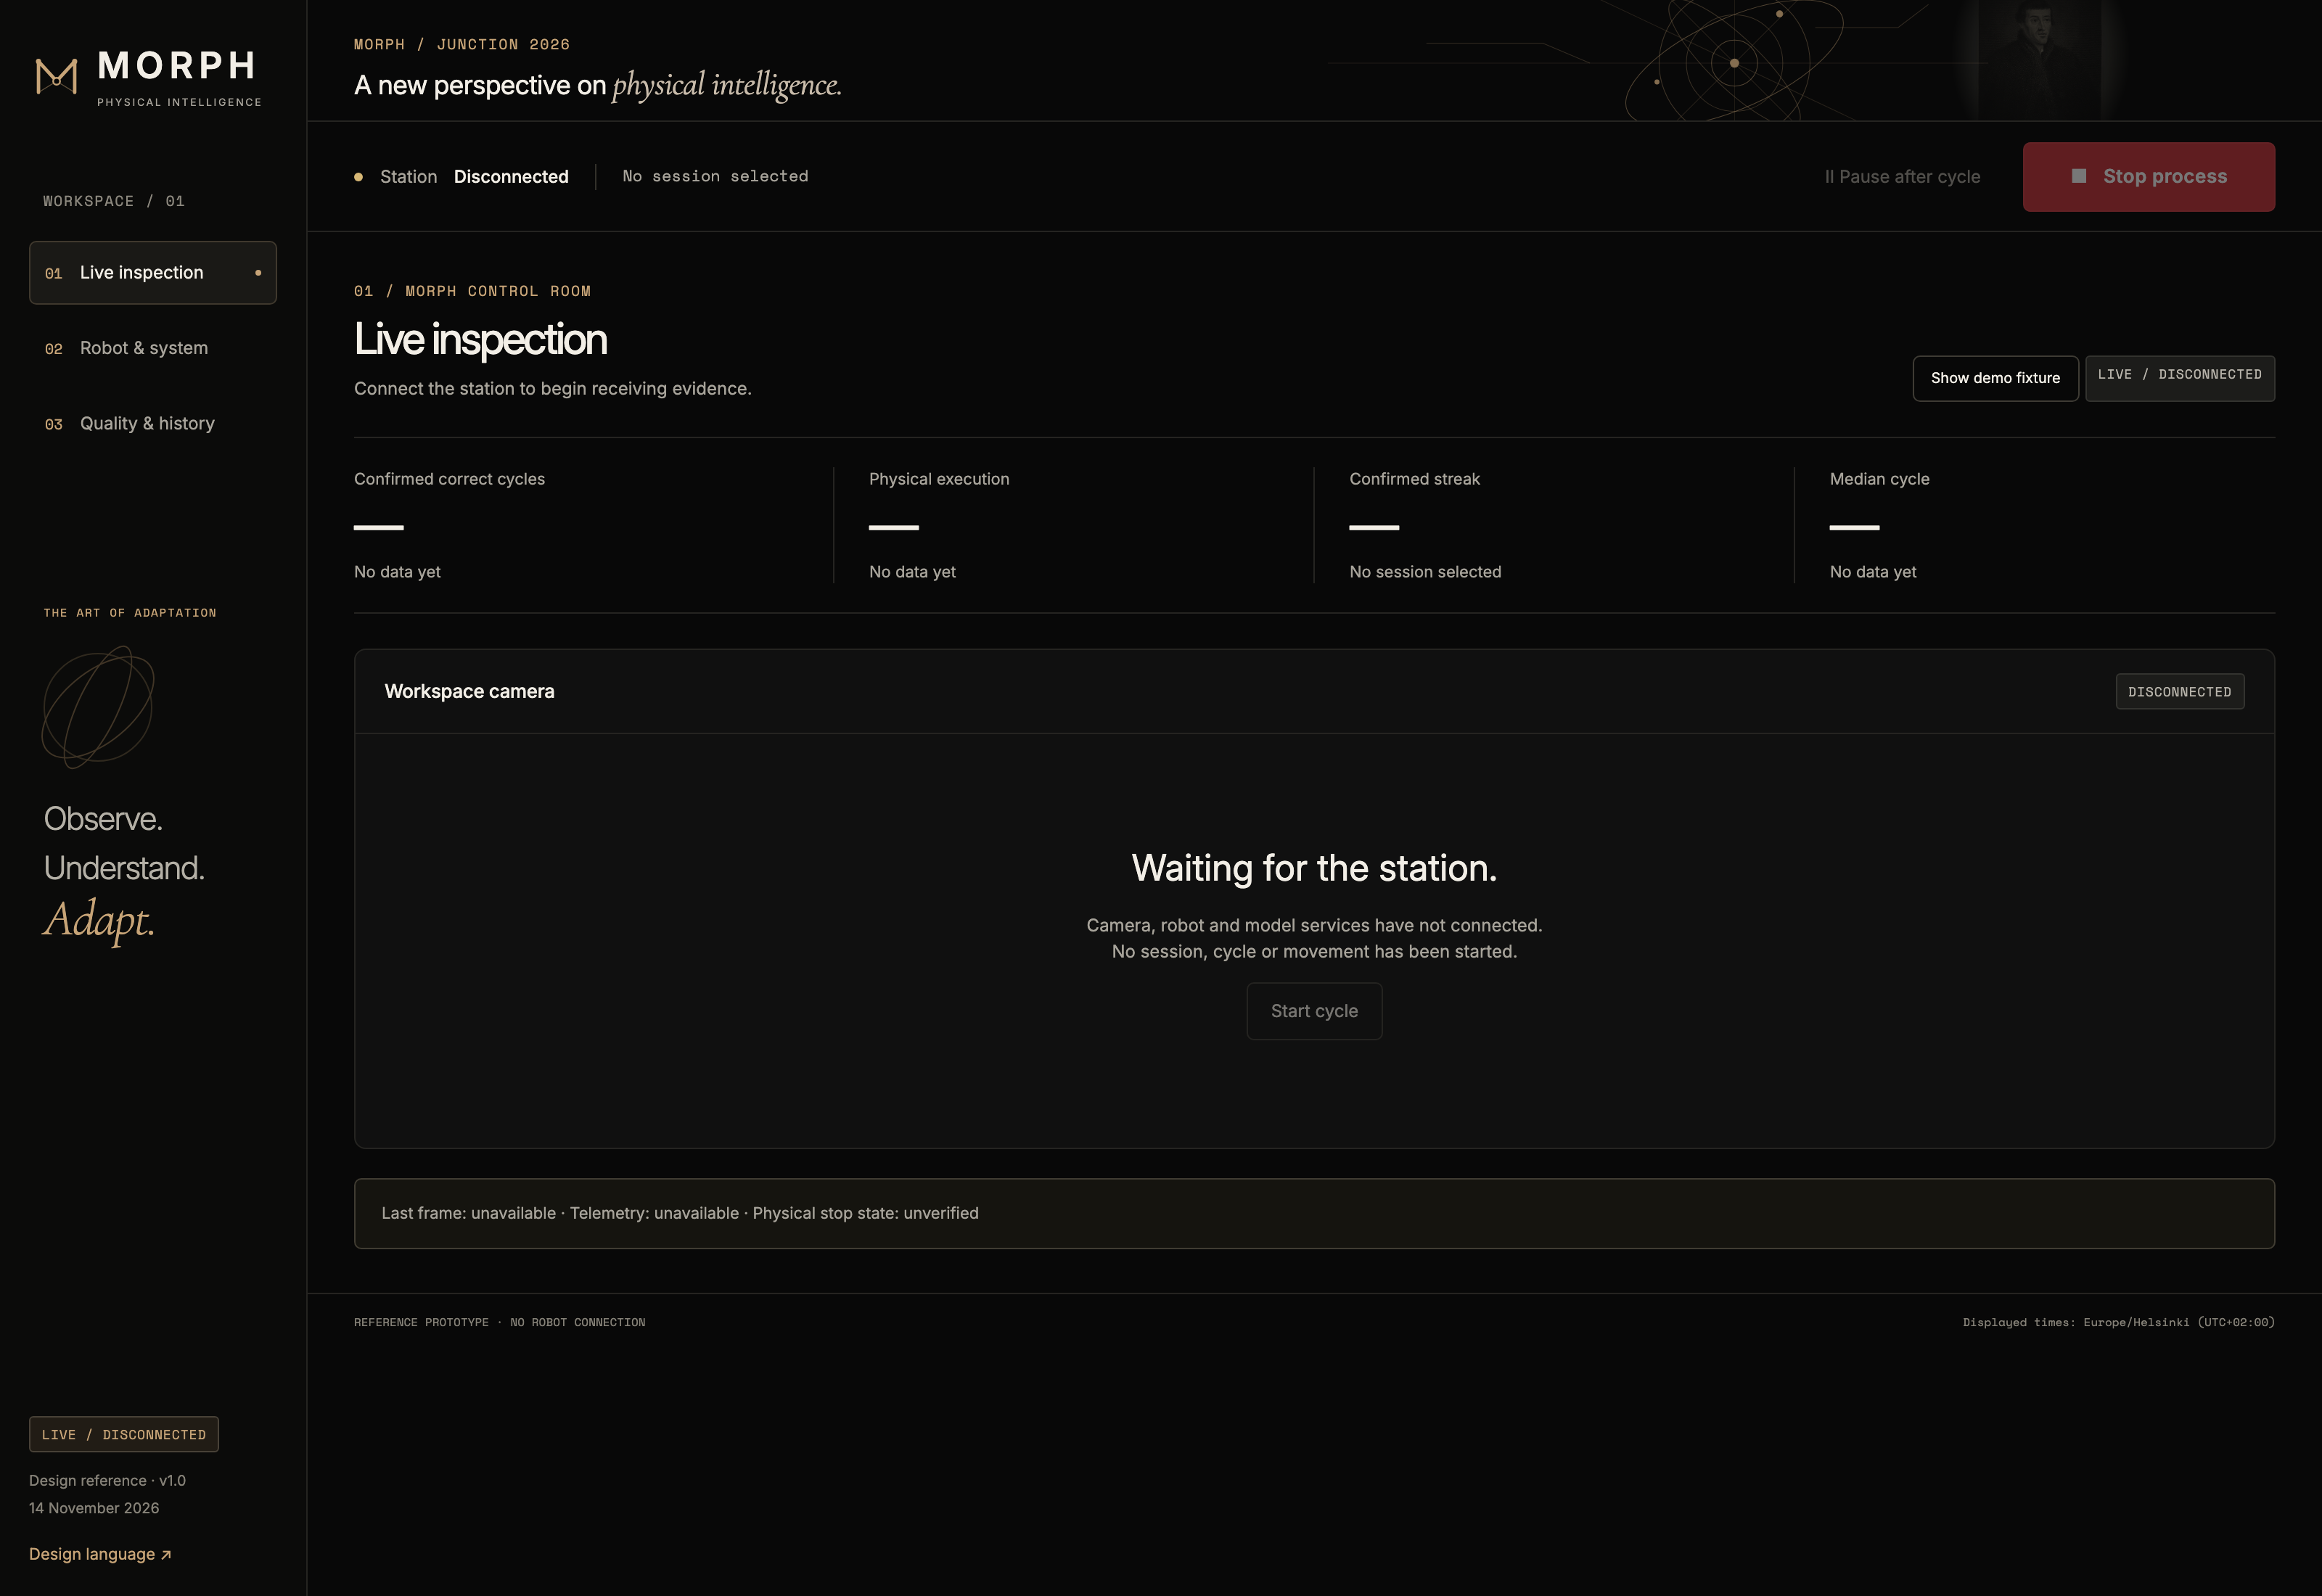 MORPH
PHYSICAL INTELLIGENCE
WORKSPACE / 01
01 Live inspection
02 Robot & system
03 Quality & history
THE ART OF ADAPTATION
Observe.
Understand.
Adapt.
LIVE / DISCONNECTED
Design reference · v1.0
14 November 2026
Design language ↗
MORPH / JUNCTION 2026
A new perspective on physical intelligence.
Station Disconnected No session selected
II Pause after cycle
Stop process
01 / MORPH CONTROL ROOM
Live inspection
Connect the station to begin receiving evidence.
Show demo fixture
LIVE / DISCONNECTED
Confirmed correct cycles
—
No data yet
Physical execution
—
No data yet
Confirmed streak
—
No session selected
Median cycle
—
No data yet
Workspace camera
DISCONNECTED
Waiting for the station.
Camera, robot and model services have not connected.
No session, cycle or movement has been started.
Start cycle
Last frame: unavailable · Telemetry: unavailable · Physical stop state: unverified
REFERENCE PROTOTYPE · NO ROBOT CONNECTION
Displayed times: Europe/Helsinki (UTC+02:00)